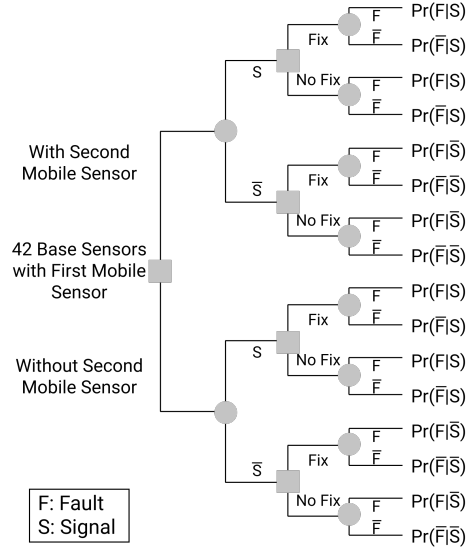 F
Pr(F|S)
Fix
F̅
Pr(F̅|S)
S
No Fix
F
Pr(F|S)
F̅
Pr(F̅|S)
With Second
Mobile Sensor
S̅
Fix
F
Pr(F|S̅)
F̅
Pr(F̅|S̅)
No Fix
F
Pr(F|S̅)
F̅
Pr(F̅|S̅)
42 Base Sensors
with First Mobile
Sensor
Without Second
Mobile Sensor
S
Fix
F
Pr(F|S)
F̅
Pr(F̅|S)
No Fix
F
Pr(F|S)
F̅
Pr(F̅|S)
S̅
Fix
F
Pr(F|S̅)
F̅
Pr(F̅|S̅)
No Fix
F
Pr(F|S̅)
F̅
Pr(F̅|S̅)
F: Fault
S: Signal